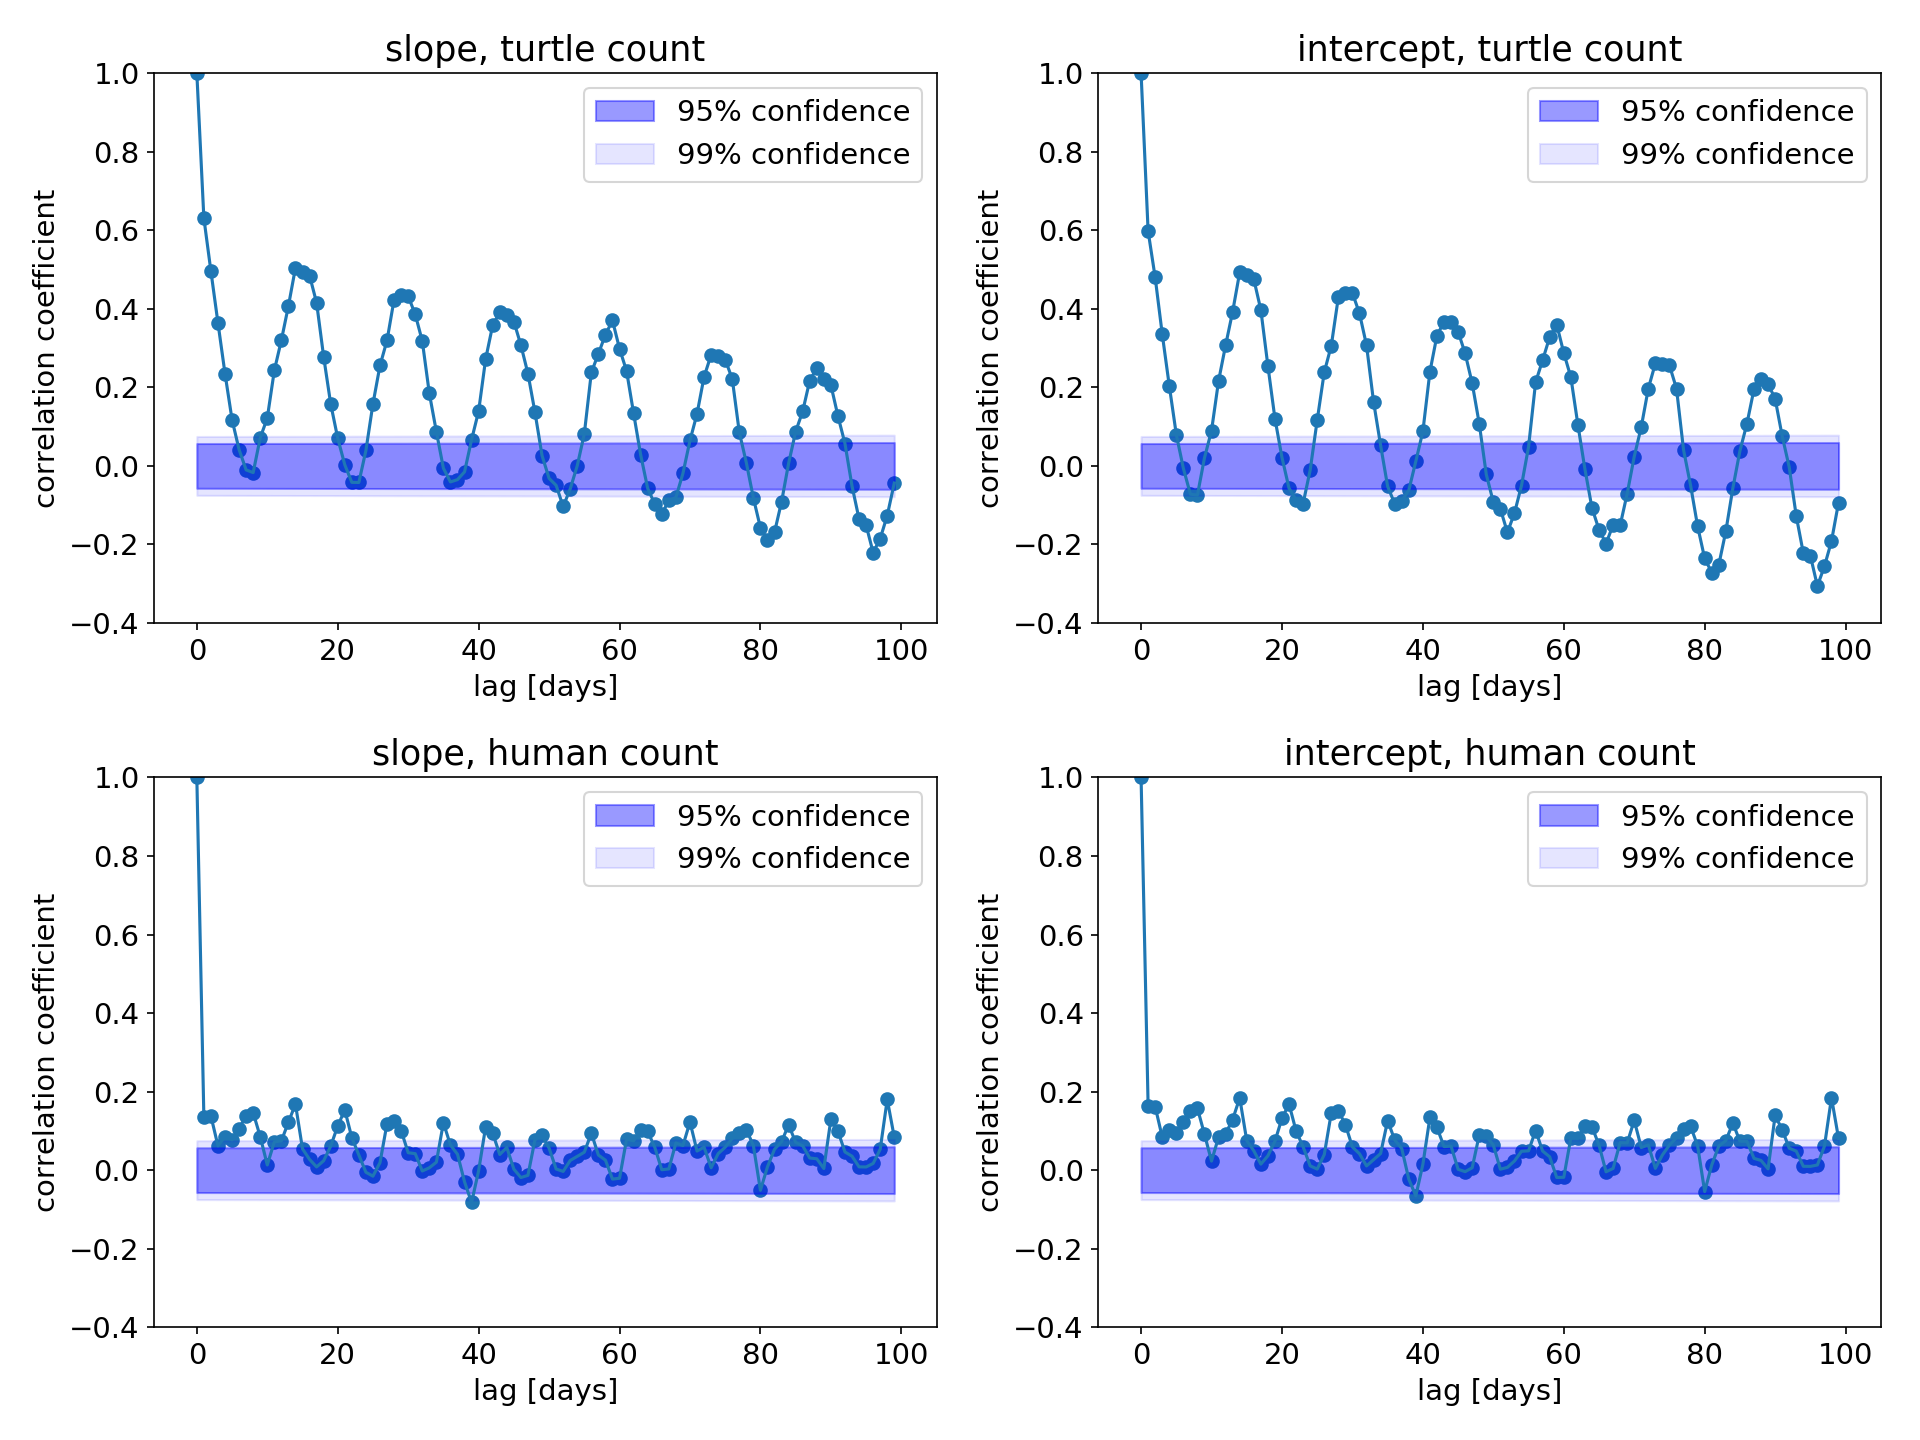 slope, turtle count
1.0
0.8
0.6
0.4
0.2
0.0
−0.2
−0.4
correlation coefficient
95% confidence
99% confidence
0 20 40 60 80 100
lag [days]
intercept, turtle count
1.0
0.8
0.6
0.4
0.2
0.0
−0.2
−0.4
correlation coefficient
95% confidence
99% confidence
0 20 40 60 80 100
lag [days]
slope, human count
1.0
0.8
0.6
0.4
0.2
0.0
−0.2
−0.4
correlation coefficient
95% confidence
99% confidence
0 20 40 60 80 100
lag [days]
intercept, human count
1.0
0.8
0.6
0.4
0.2
0.0
−0.2
−0.4
correlation coefficient
95% confidence
99% confidence
0 20 40 60 80 100
lag [days]